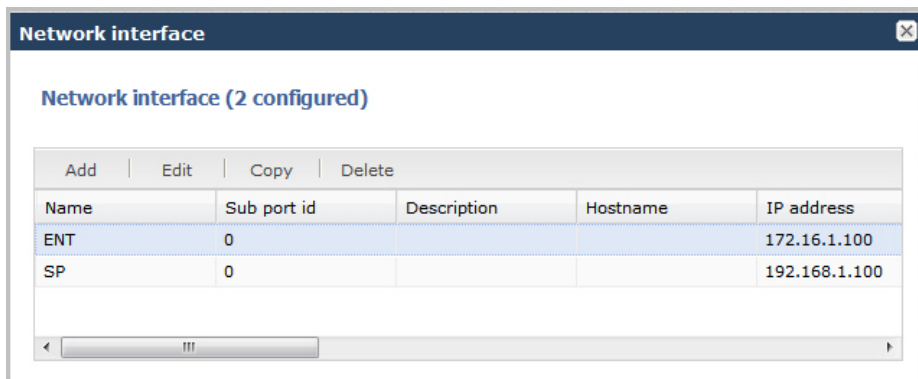 Network interface
Network interface (2 configured)
Add Edit Copy Delete
Name Sub port id Description Hostname IP address
ENT 0 172.16.1.100
SP 0 192.168.1.100